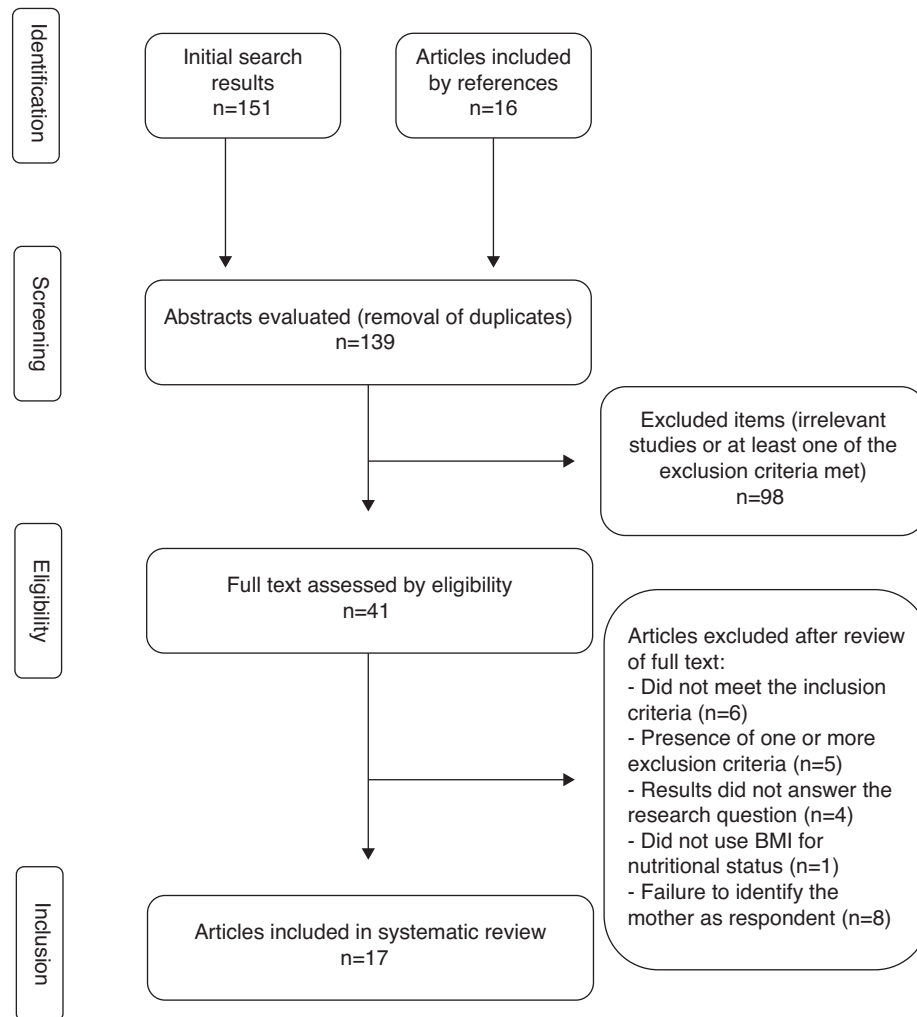 Identification
Initial search
results
n=151
Articles included
by references
n=16
Screening
Abstracts evaluated (removal of duplicates)
n=139
Excluded items (irrelevant
studies or at least one of the
exclusion criteria met)
n=98
Eligibility
Full text assessed by eligibility
n=41
Articles excluded after review
of full text:
- Did not meet the inclusion
criteria (n=6)
- Presence of one or more
exclusion criteria (n=5)
- Results did not answer the
research question (n=4)
- Did not use BMI for
nutritional status (n=1)
- Failure to identify the
mother as respondent (n=8)
Inclusion
Articles included in systematic review
n=17